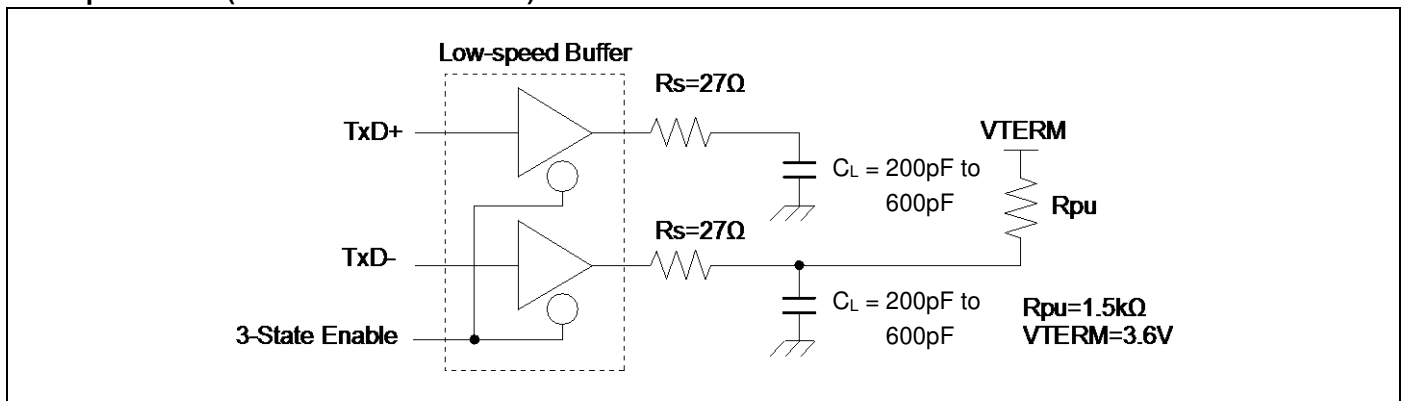 Low-speed Buffer
Rs=27Ω
TxD+
VTERM
CL = 200pF to
600pF
Rpu
Rs=27Ω
TxD-
CL = 200pF to
600pF
Rpu=1.5kΩ
VTERM=3.6V
3-State Enable